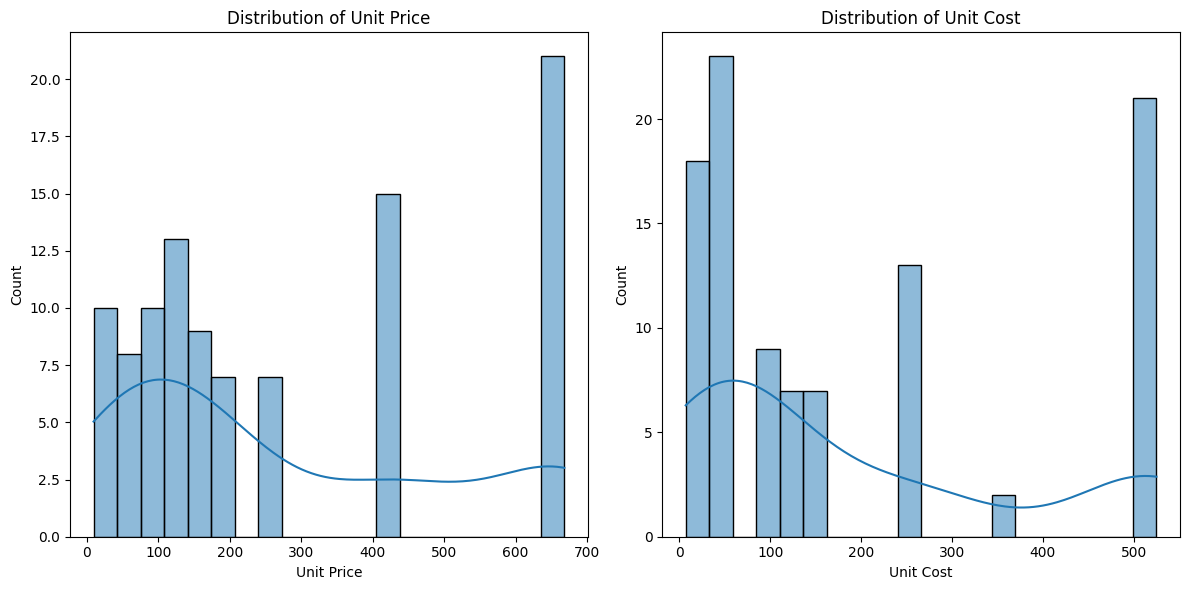 Distribution of Unit Price
Count
20.0
17.5
15.0
12.5
10.0
7.5
5.0
2.5
0.0
0 100 200 300 400 500 600 700
Unit Price
Distribution of Unit Cost
Count
20
15
10
5
0
0 100 200 300 400 500
Unit Cost